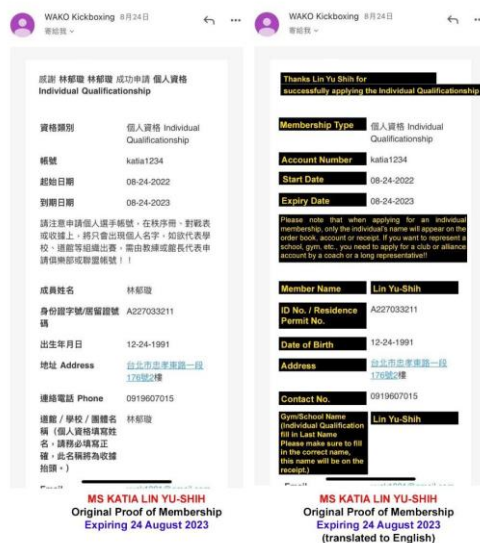 WAKO Kickboxing 8月24日
寄給我
感謝 林郁璇 林郁璇 成功申請 個人資格
Individual Qualificationship
資格類別 個人資格 Individual
Qualificationship
帳號 katia1234
起始日期 08-24-2022
到期日期 08-24-2023
請注意申請個人選手帳號，在秩序冊、對戰表
或收據上，將只會出現個人名字，如欲代表學
校、道館等組織出賽，需由教練或館長代表申
請俱樂部或聯盟帳號！！
成員姓名 林郁璇
身份證字號/居留證號
碼 A227033211
出生年月日 12-24-1991
地址 Address 台北市忠孝東路一段
176號2樓
連絡電話 Phone 0919607015
道館 / 學校 / 團體名
稱（個人資格填寫姓
名，請務必填寫正
確，此名稱將為收據
抬頭。） 林郁璇
Email
MS KATIA LIN YU-SHIH
Original Proof of Membership
Expiring 24 August 2023
WAKO Kickboxing 8月24日
寄給我
Thanks Lin Yu Shih for
successfully applying the Individual Qualificationship
Membership Type 個人資格 Individual
Qualificationship
Account Number katia1234
Start Date 08-24-2022
Expiry Date 08-24-2023
Please note that when applying for an individual
membership, only the individual's name will appear on the
order book, account or receipt. If you want to represent a
school, gym, etc., you need to apply for a club or alliance
account by a coach or a long representative!!
Member Name Lin Yu-Shih
ID No. / Residence
Permit No. A227033211
Date of Birth 12-24-1991
Address 台北市忠孝東路一段
176號2樓
Contact No. 0919607015
Gym/School Name
(Individual Qualification
fill in Last Name
Please make sure to fill
in the correct name,
this name will be on the
receipt.) Lin Yu-Shih
MS KATIA LIN YU-SHIH
Original Proof of Membership
Expiring 24 August 2023
(translated to English)